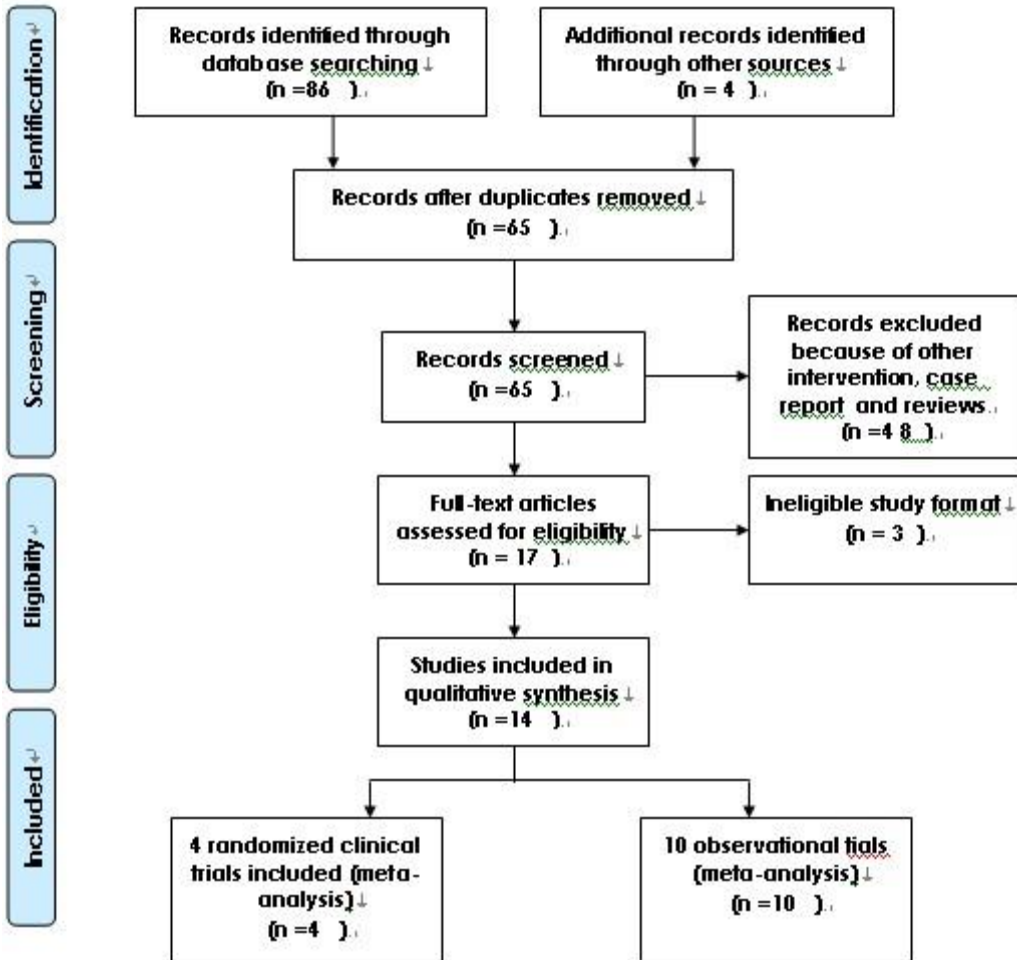 Identification
Records identified through
database searching
(n =86 ).
Additional records identified
through other sources
(n = 4 ).
Records after duplicates removed
(n =65 ).
Screening
Records screened
(n =65 ).
Records excluded
because of other
intervention, case
report and reviews.
(n =4 8 ).
Eligibility
Full-text articles
assessed for eligibility
(n = 17 ).
Ineligible study format
(n = 3 ).
Studies included in
qualitative synthesis
(n =14 ).
Included
4 randomized clinical
trials included (meta-
analysis)
(n =4 ).
10 observational tials
(meta-analysis)
(n =10 ).